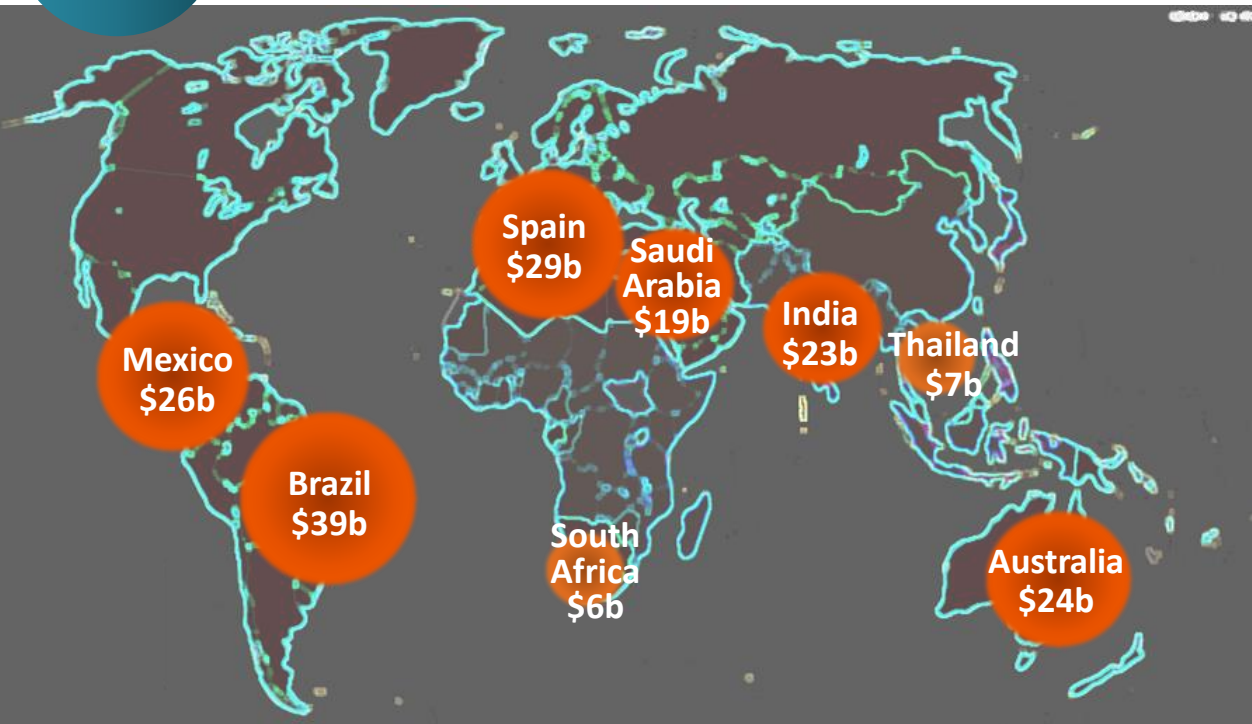 Spain
$29b
Saudi
Arabia
$19b
India
$23b
Thailand
$7b
Mexico
$26b
Brazil
$39b
South
Africa
$6b
Australia
$24b